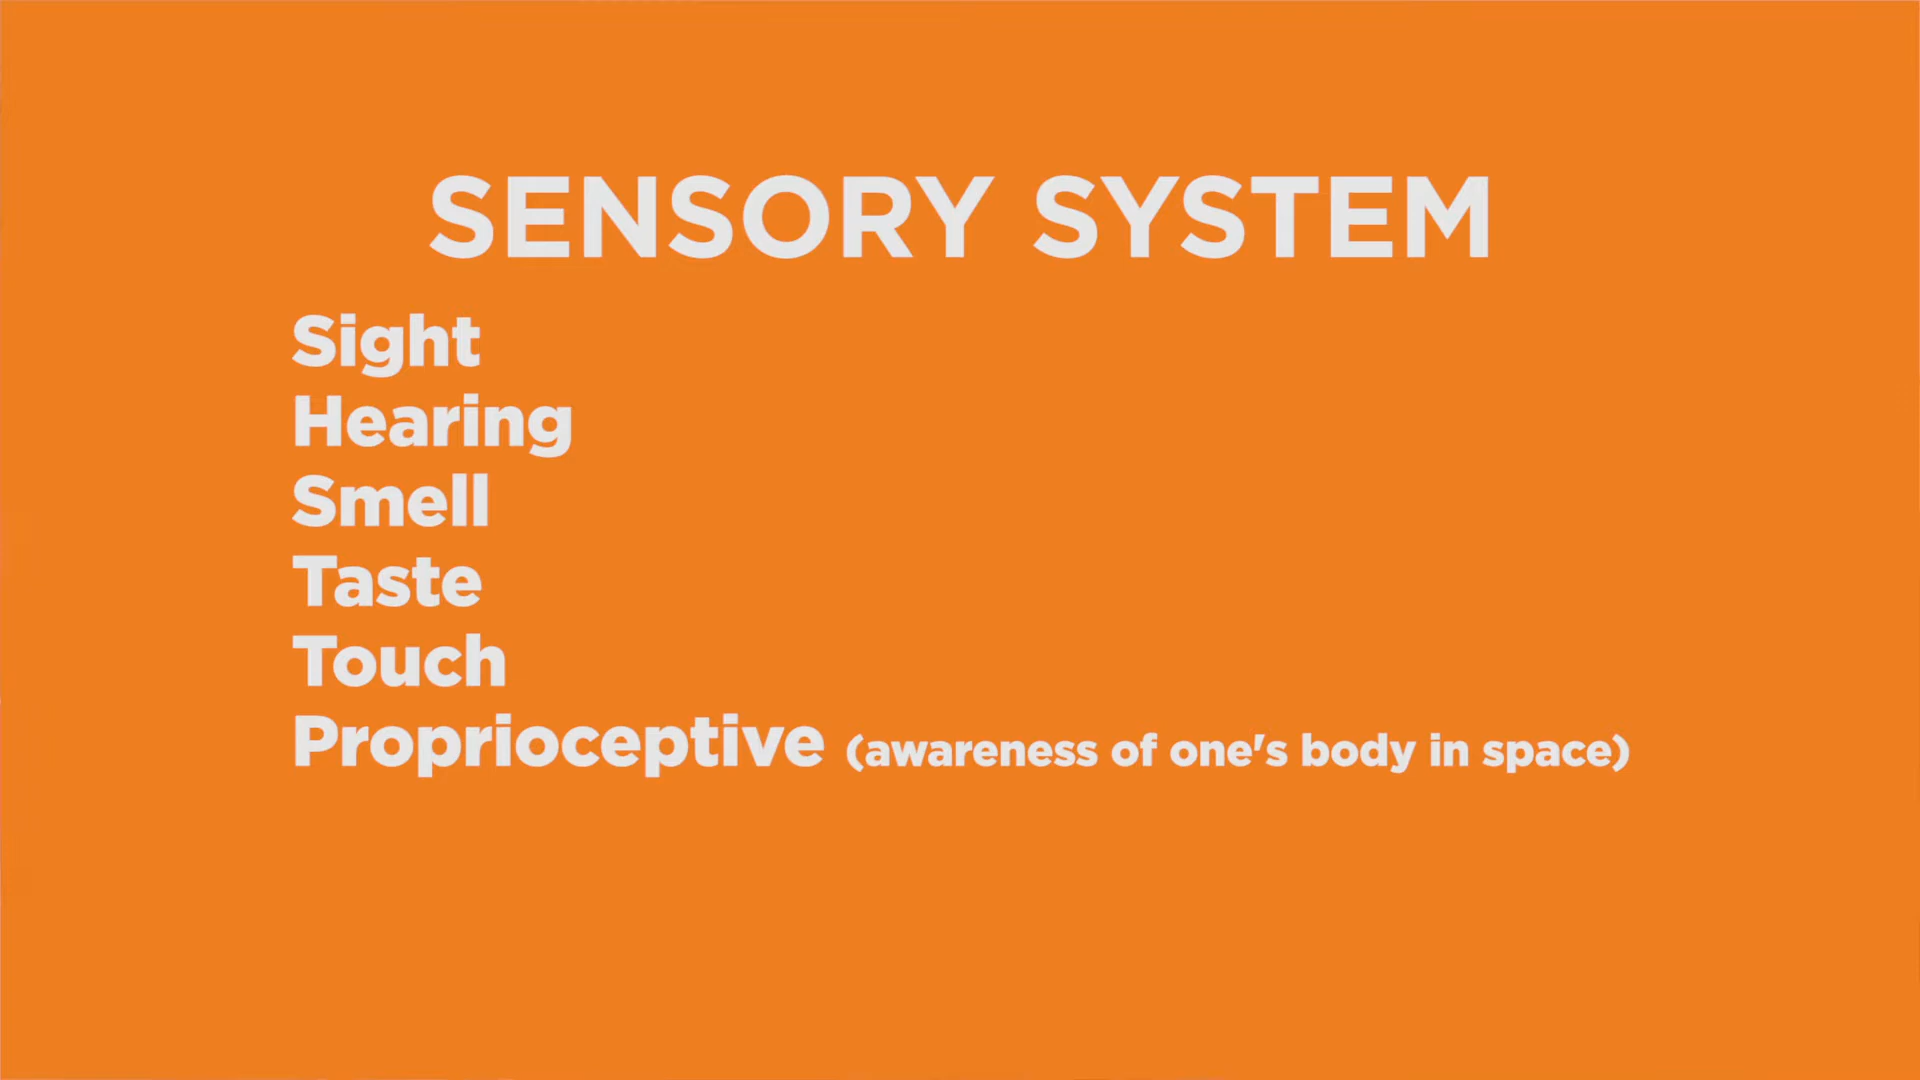 SENSORY SYSTEM
Sight
Hearing
Smell
Taste
Touch
Proprioceptive (awareness of one's body in space)